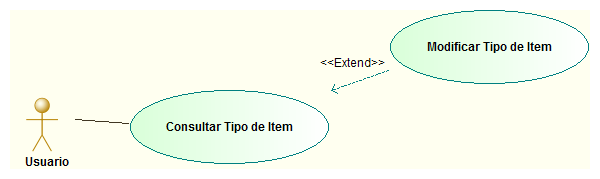 Modificar Tipo de Item
<<Extend>>
Consultar Tipo de Item
Usuario